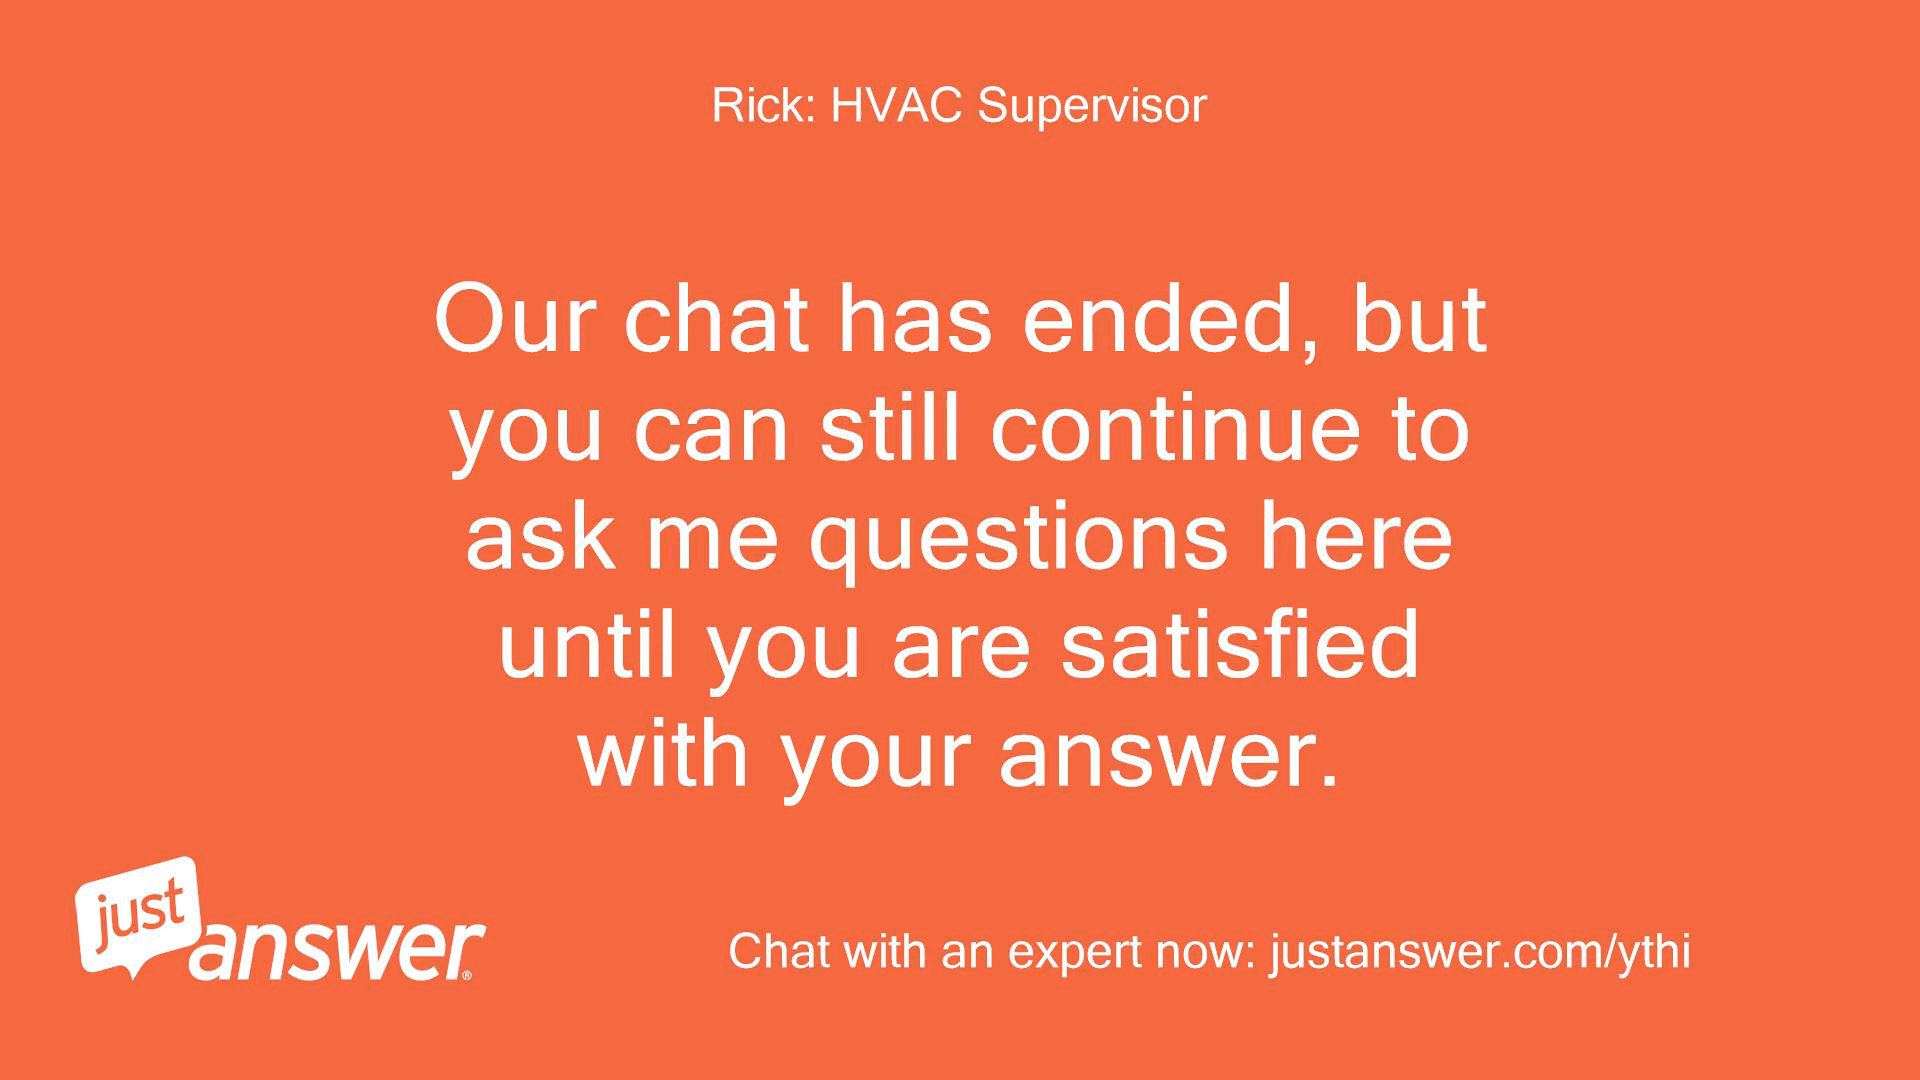 Rick: HVAC Supervisor
Our chat has ended, but
you can still continue to
ask me questions here
until you are satisfied
with your answer.
just
answer®
Chat with an expert now: justanswer.com/ythi